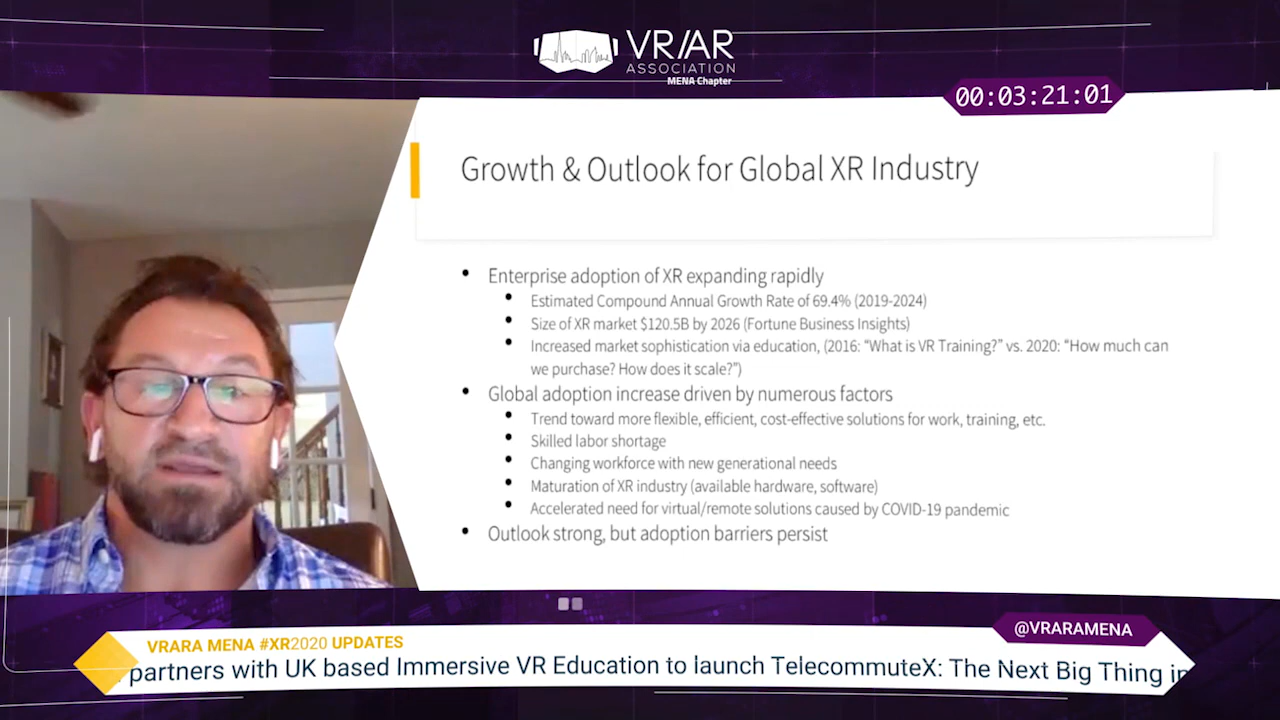 VR/AR
ASSOCIATION
MENA Chapter
00:03:21:01
Growth & Outlook for Global XR Industry
• Enterprise adoption of XR expanding rapidly
• Estimated Compound Annual Growth Rate of 69.4% (2019-2024)
• Size of XR market $120.5B by 2026 (Fortune Business Insights)
• Increased market sophistication via education, (2016: “What is VR Training?” vs. 2020: “How much can
we purchase? How does it scale?”)
• Global adoption increase driven by numerous factors
• Trend toward more flexible, efficient, cost-effective solutions for work, training, etc.
• Skilled labor shortage
• Changing workforce with new generational needs
• Maturation of XR industry (available hardware, software)
• Accelerated need for virtual/remote solutions caused by COVID-19 pandemic
• Outlook strong, but adoption barriers persist
@VRARAMENA
VRARA MENA #XR2020 UPDATES
partners with UK based Immersive VR Education to launch TelecommuteX: The Next Big Thing in